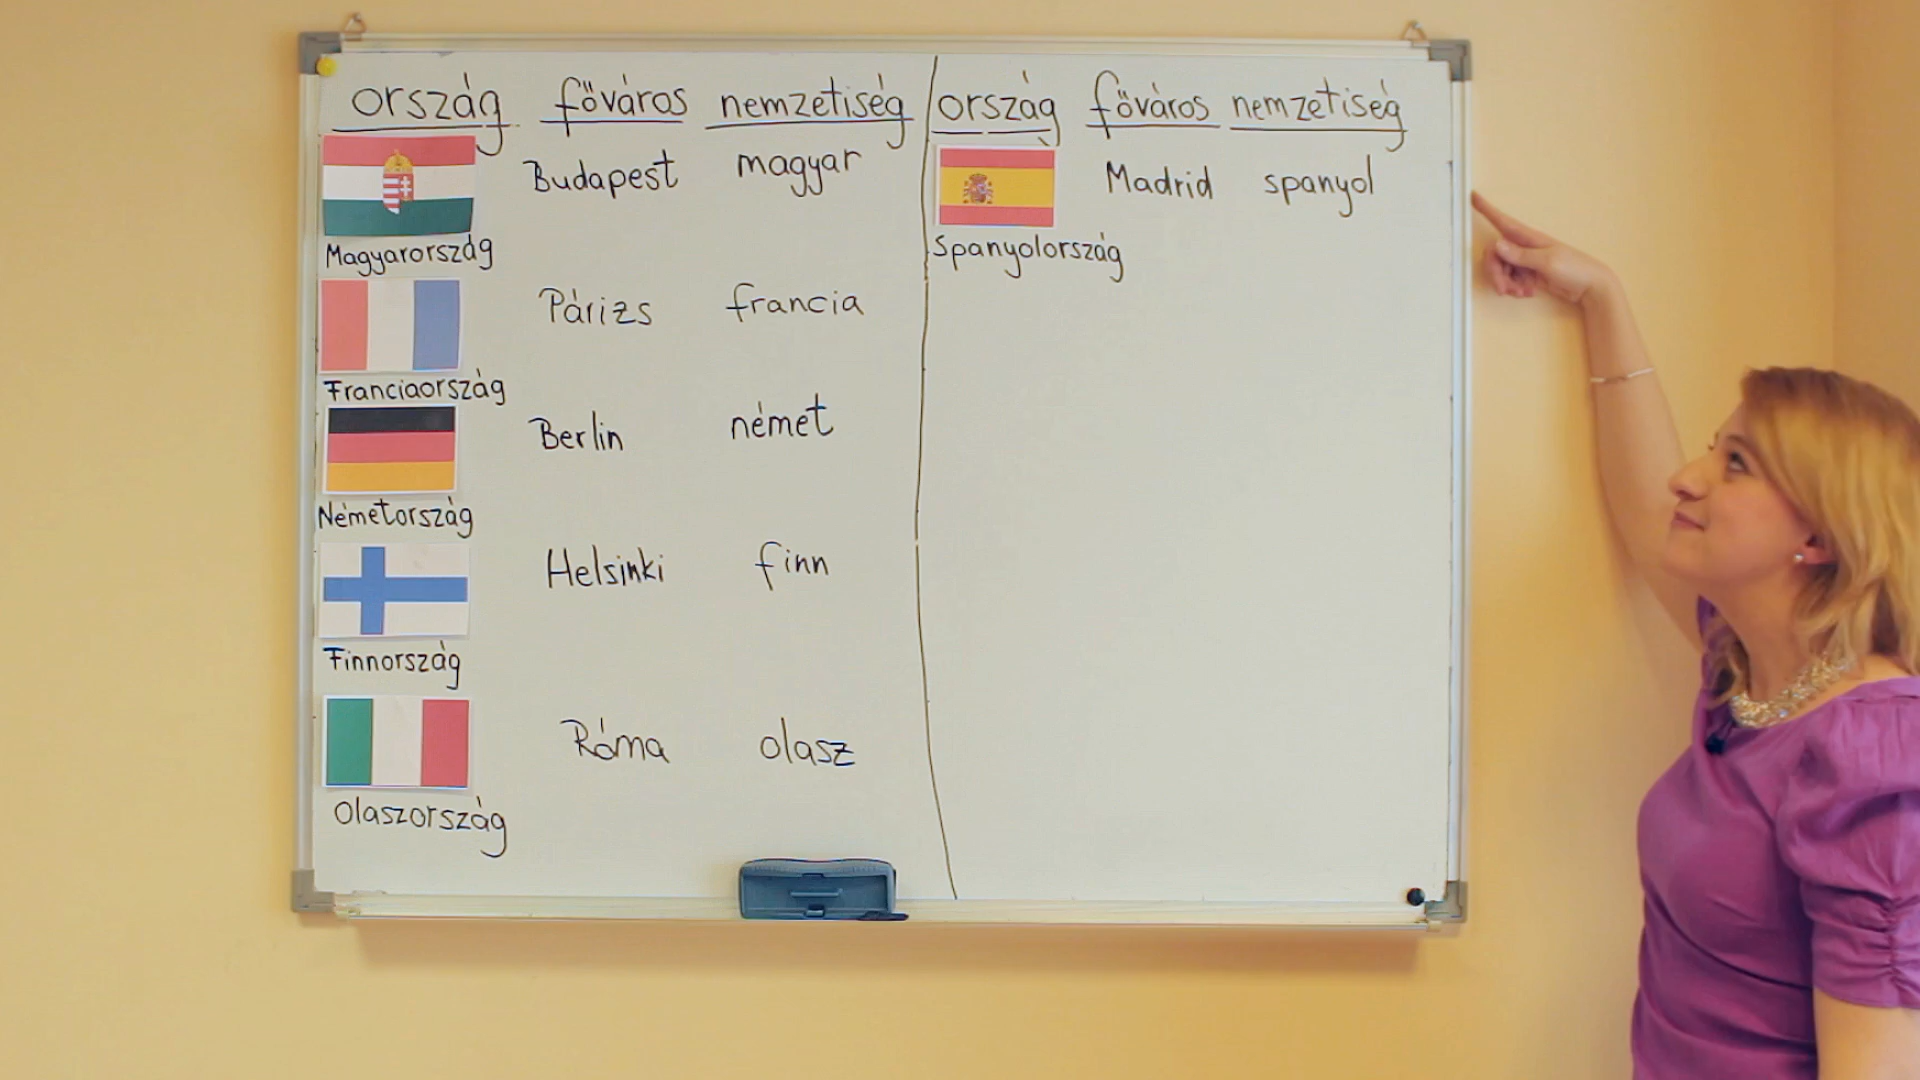 ország főváros nemzetiség
Budapest magyar
Magyarország
Párizs francia
Franciaország
Berlin német
Németország
Helsinki finn
Finnország
Róma olasz
Olaszország
ország főváros nemzetiség
Madrid spanyol
Spanyolország